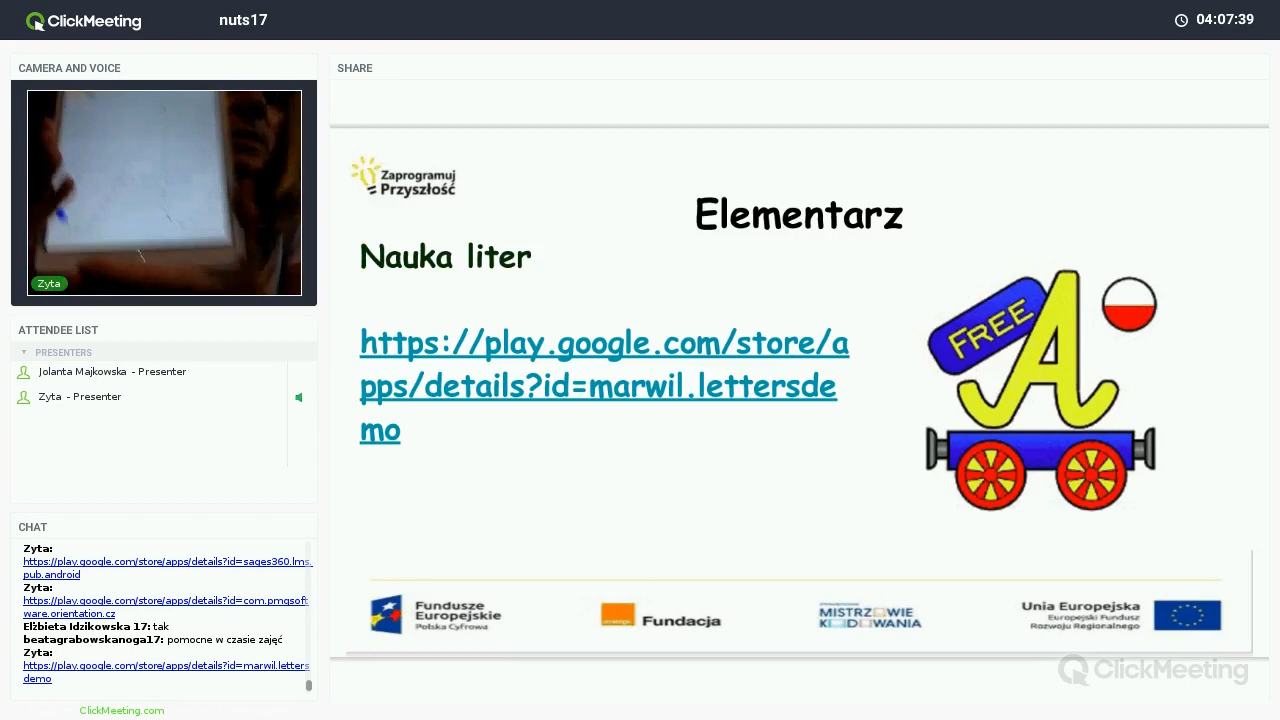 ClickMeeting
nuts17
04:07:39
CAMERA AND VOICE
Zyta
ATTENDEE LIST
PRESENTERS
Jolanta Majkowska - Presenter
Zyta - Presenter
CHAT
Zyta:
https://play.google.com/store/apps/details?id=sages360.lms.
pub.android
Zyta:
https://play.google.com/store/apps/details?id=com.pmqsoft
ware.orientation.cz
Elżbieta Idzikowska 17: tak
beatagrabowskanoga17: pomocne w czasie zajęć
Zyta:
https://play.google.com/store/apps/details?id=marwil.letters
demo
ClickMeeting.com
SHARE
Zaprogramuj
Przyszłość
Elementarz
Nauka liter
https://play.google.com/store/a
pps/details?id=marwil.lettersde
mo
FREE
A
Fundusze
Europejskie
Polska Cyfrowa
Fundacja
MISTRZOWIE
KODOWANIA
Unia Europejska
Europejski Fundusz
Rozwoju Regionalnego
ClickMeeting